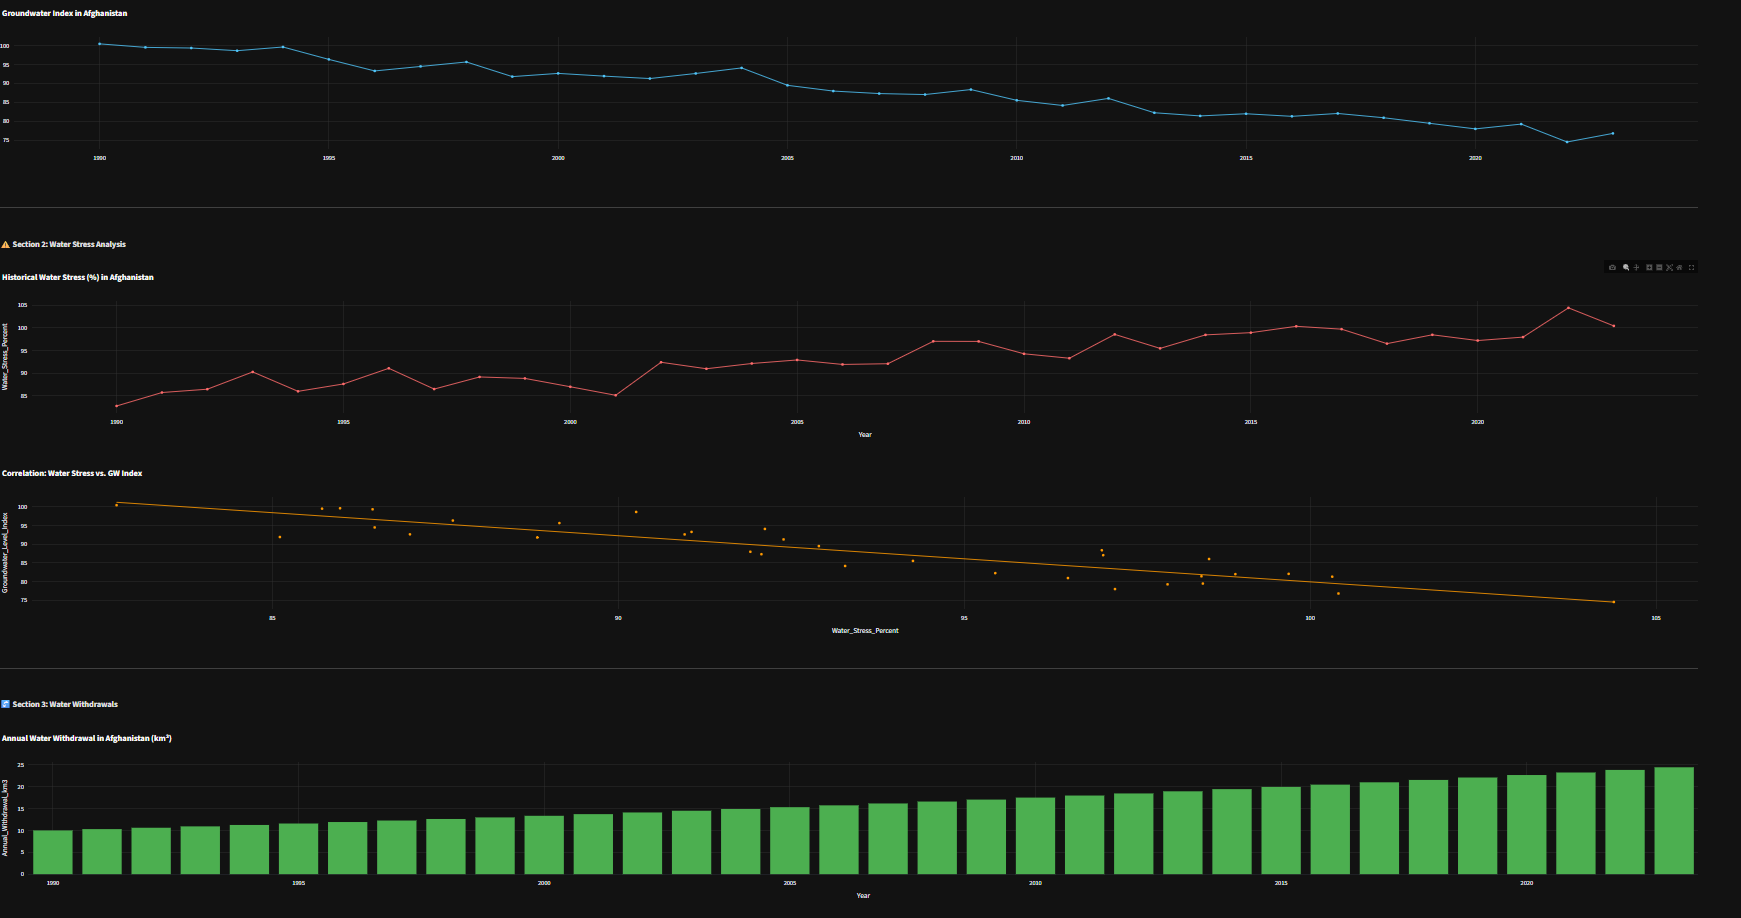 Groundwater Index in Afghanistan
100
95
90
85
80
75
1990 1995 2000 2005 2010 2015 2020
Section 2: Water Stress Analysis
Historical Water Stress (%) in Afghanistan
Water_Stress_Percent
105
100
95
90
85
1990 1995 2000 2005 2010 2015 2020
Year
Correlation: Water Stress vs. GW Index
Groundwater_Level_Index
100
95
90
85
80
75
85 90 95 100 105
Water_Stress_Percent
Section 3: Water Withdrawals
Annual Water Withdrawal in Afghanistan (km³)
Annual_Withdrawal_km3
25
20
15
10
5
0
1990 1995 2000 2005 2010 2015 2020
Year